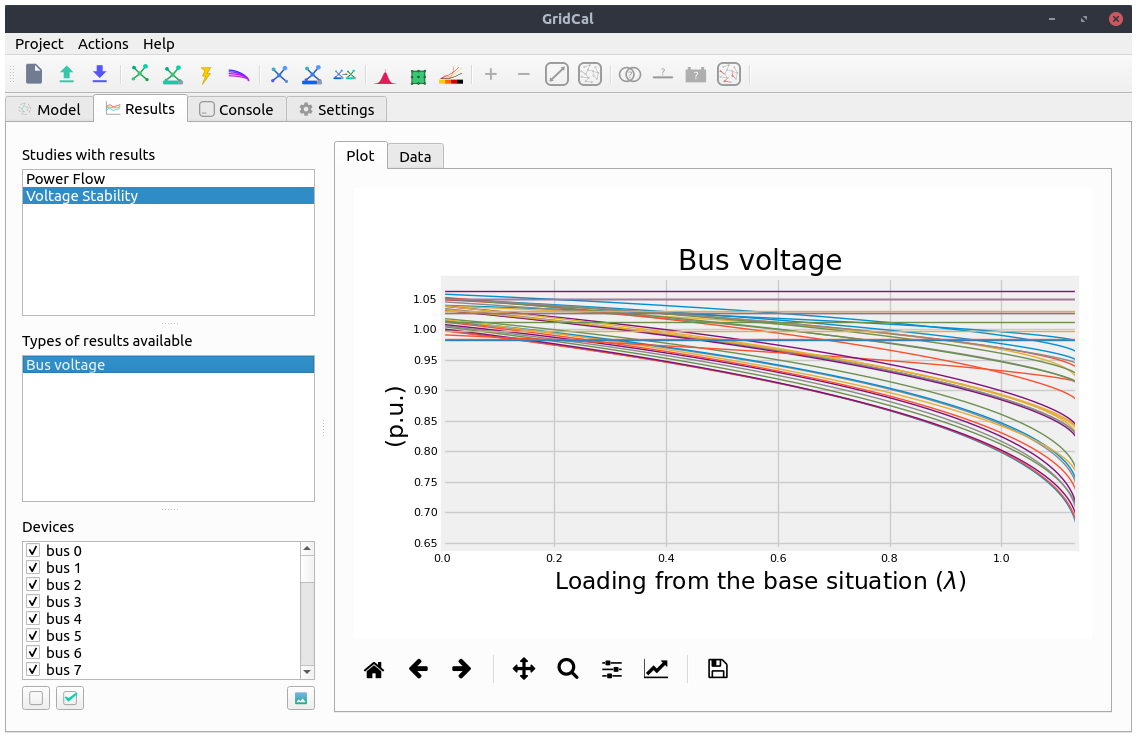 GridCal
Project Actions Help
Model Results Console Settings
Studies with results
Power Flow
Voltage Stability
Types of results available
Bus voltage
Devices
bus 0
bus 1
bus 2
bus 3
bus 4
bus 5
bus 6
bus 7
Plot Data
Bus voltage
(p.u.)
1.05
1.00
0.95
0.90
0.85
0.80
0.75
0.70
0.65
0.0 0.2 0.4 0.6 0.8 1.0
Loading from the base situation (λ)